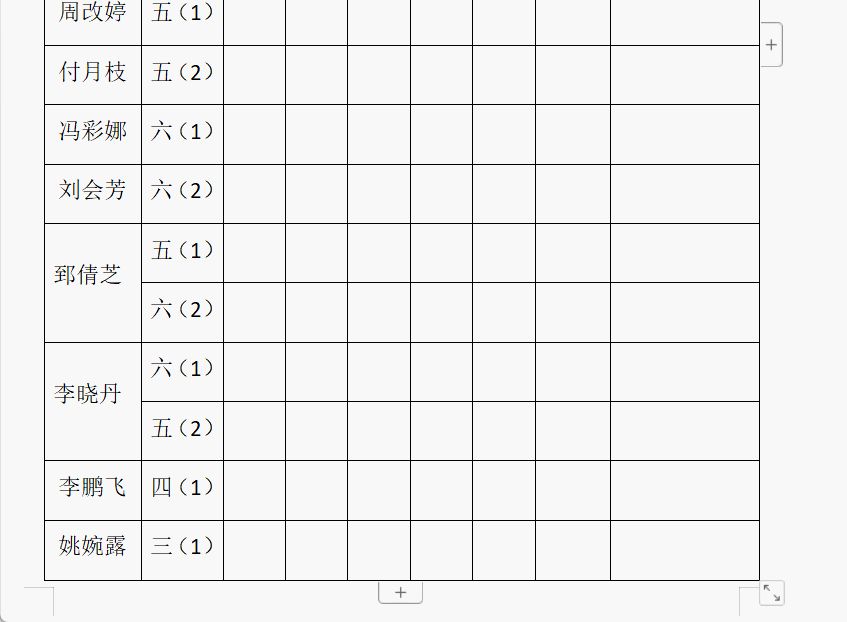 周改婷 五（1）
付月枝 五（2）
冯彩娜 六（1）
刘会芳 六（2）
郅倩芝 五（1）
六（2）
李晓丹 六（1）
五（2）
李鹏飞 四（1）
姚婉露 三（1）